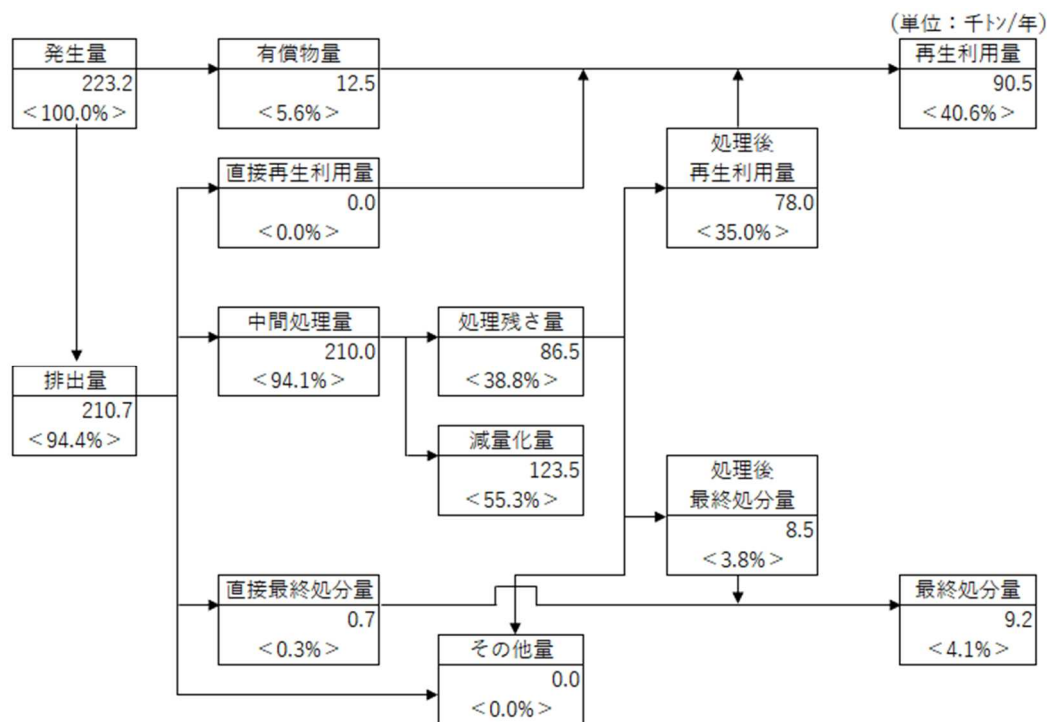 (単位：千トン/年)
発生量
223.2
＜100.0%＞
有償物量
12.5
＜5.6%＞
再生利用量
90.5
＜40.6%＞
処理後
再生利用量
78.0
＜35.0%＞
直接再生利用量
0.0
＜0.0%＞
中間処理量
210.0
＜94.1%＞
処理残さ量
86.5
＜38.8%＞
排出量
210.7
＜94.4%＞
減量化量
123.5
＜55.3%＞
処理後
最終処分量
8.5
＜3.8%＞
直接最終処分量
0.7
＜0.3%＞
最終処分量
9.2
＜4.1%＞
その他量
0.0
＜0.0%＞